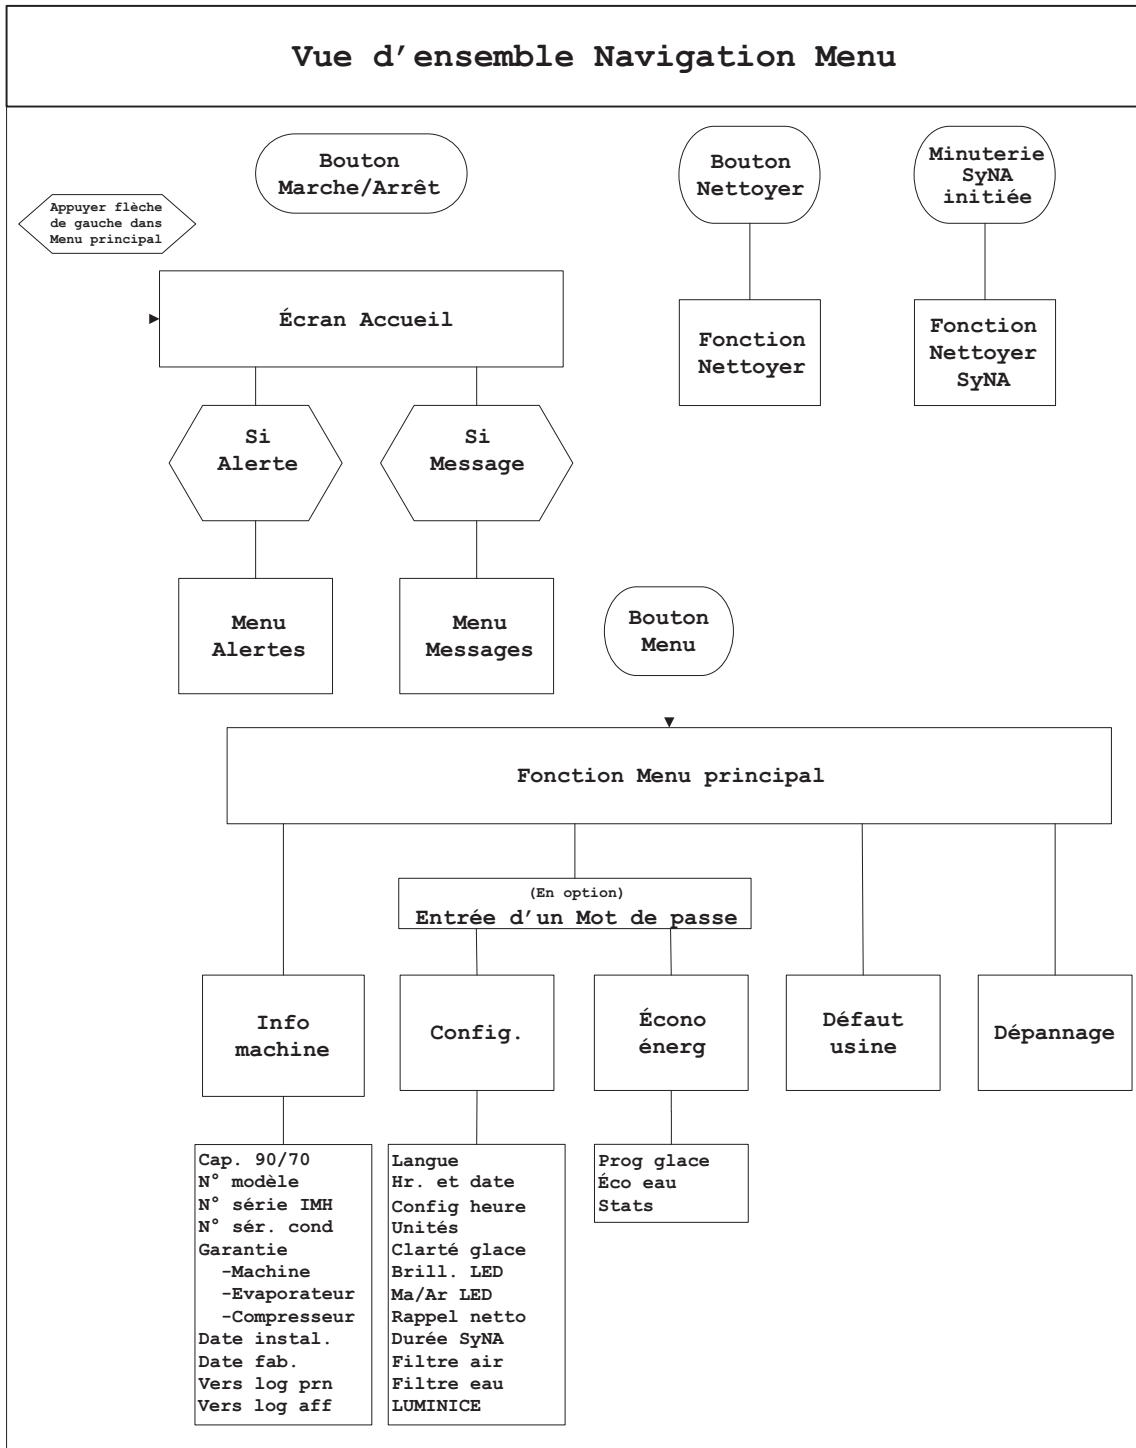 Vue d'ensemble Navigation Menu
Bouton
Marche/Arrêt
Bouton
Nettoyer
Minuterie
SyNA
initiée
Appuyer flèche
de gauche dans
Menu principal
Écran Accueil
Fonction
Nettoyer
Fonction
Nettoyer
SyNA
Si
Alerte
Si
Message
Menu
Alertes
Menu
Messages
Bouton
Menu
Fonction Menu principal
(En option)
Entrée d'un Mot de passe
Info
machine
Config.
Écono
énerg
Défaut
usine
Dépannage
Cap. 90/70
N° modèle
N° série IMH
N° sér. cond
Garantie
-Machine
-Evaporateur
-Compresseur
Date instal.
Date fab.
Vers log prn
Vers log aff
Langue
Hr. et date
Config heure
Unités
Clarté glace
Brill. LED
Ma/Ar LED
Rappel netto
Durée SyNA
Filtre air
Filtre eau
LUMINICE
Prog glace
Éco eau
Stats